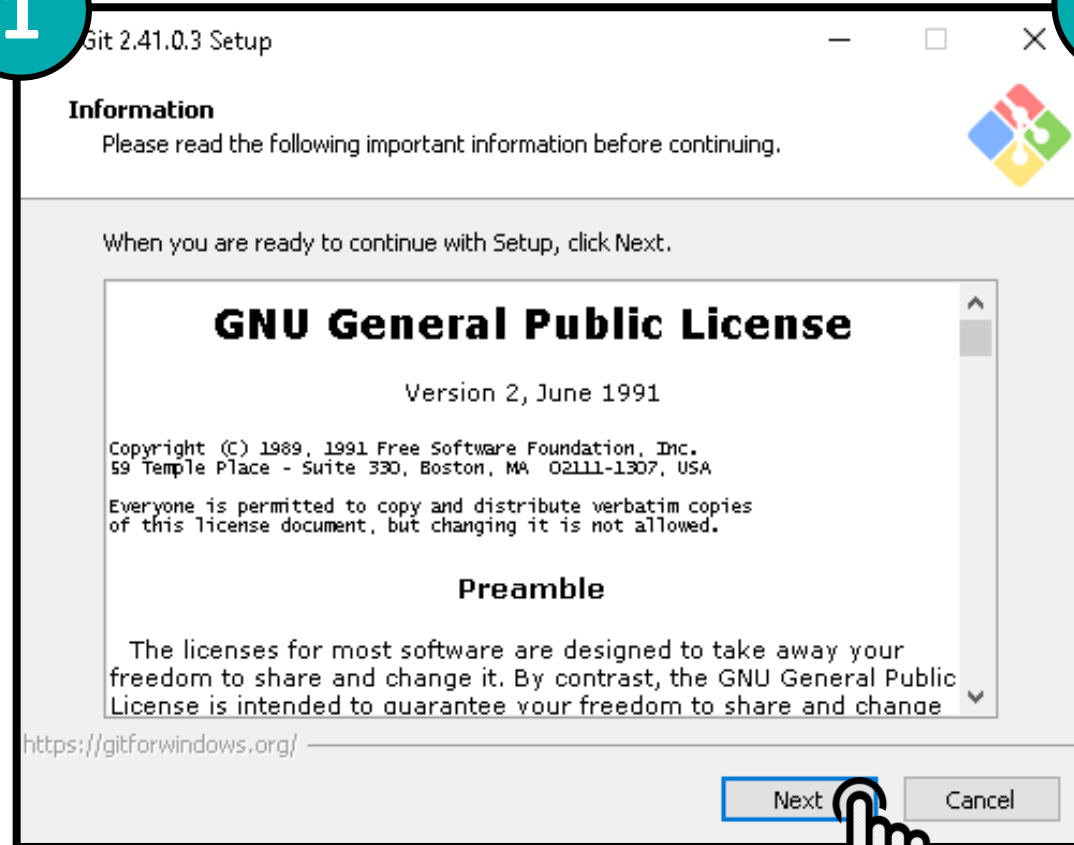 1
Git 2.41.0.3 Setup
Information
Please read the following important information before continuing.
When you are ready to continue with Setup, click Next.
GNU General Public License
Version 2, June 1991
Copyright (C) 1989, 1991 Free Software Foundation, Inc.
59 Temple Place - Suite 330, Boston, MA 02111-1307, USA
Everyone is permitted to copy and distribute verbatim copies
of this license document, but changing it is not allowed.
Preamble
The licenses for most software are designed to take away your
freedom to share and change it. By contrast, the GNU General Public
License is intended to guarantee your freedom to share and change
https://gitforwindows.org/
Next Cancel